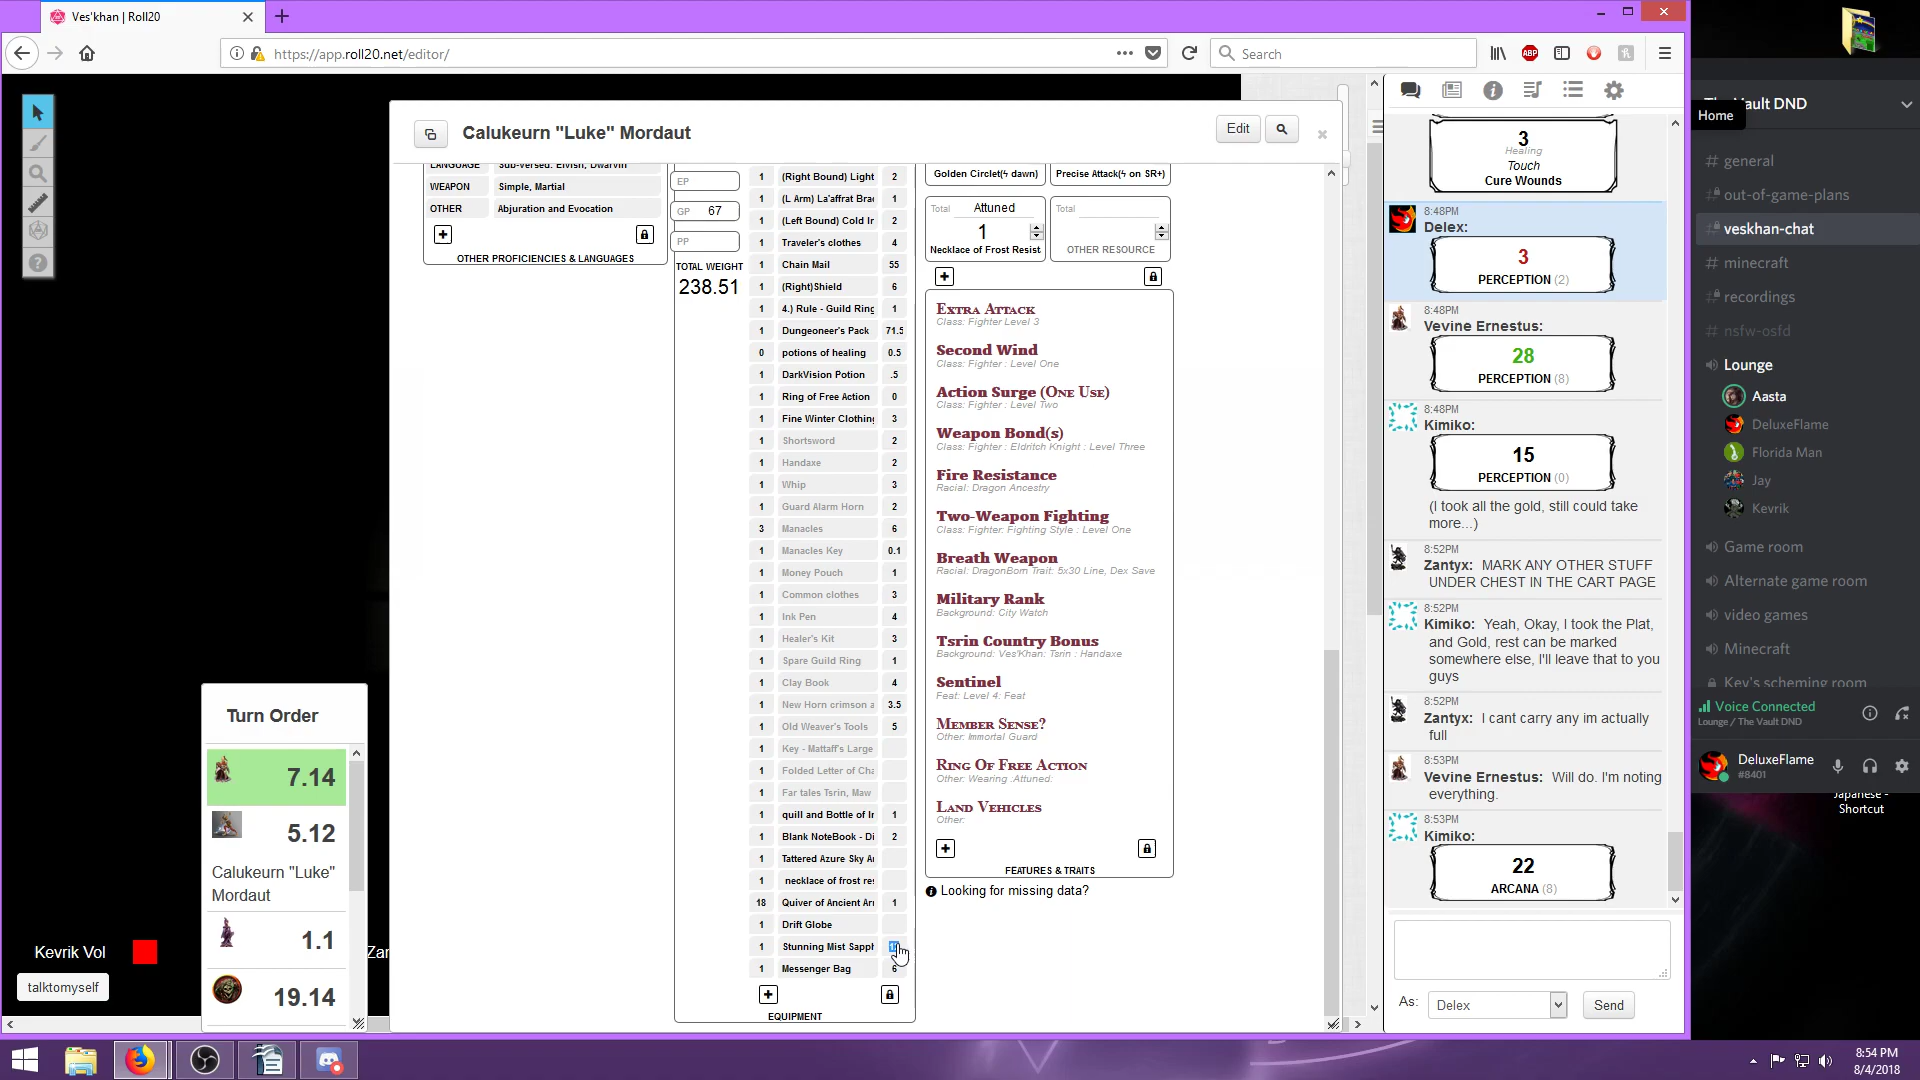 Ves'khan | Roll20
https://app.roll20.net/editor/
Search
ABP
Calukeurn "Luke" Mordaut
Edit
LANGUAGE Sub-versed: Elvish, Dwarvin
WEAPON Simple, Martial
OTHER Abjuration and Evocation
OTHER PROFICIENCIES & LANGUAGES
EP
GP 67
PP
TOTAL WEIGHT
238.51
1 (Right Bound) Light 2
1 (L Arm) La'affrat Brac 1
1 (Left Bound) Cold Ir 2
1 Traveler's clothes 4
1 Chain Mail 55
1 (Right)Shield 6
1 4.) Rule - Guild Ring 1
1 Dungeoneer's Pack 71.5
0 potions of healing 0.5
1 DarkVision Potion .5
1 Ring of Free Action 0
1 Fine Winter Clothing 3
1 Shortsword 2
1 Handaxe 2
1 Whip 3
1 Guard Alarm Horn 2
3 Manacles 6
1 Manacles Key 0.1
1 Money Pouch 1
1 Common clothes 3
1 Ink Pen 4
1 Healer's Kit 3
1 Spare Guild Ring 1
1 Clay Book 4
1 New Horn crimson a 3.5
1 Old Weaver's Tools 5
1 Key - Mattaff's Large
1 Folded Letter of Cha
1 Far tales Tsrin, Maw
1 quill and Bottle of Ir 1
1 Blank NoteBook - Di 2
1 Tattered Azure Sky Ar
1 necklace of frost res
18 Quiver of Ancient Arr 1
1 Drift Globe
1 Stunning Mist Sapph
1 Messenger Bag 6
EQUIPMENT
Golden Circlet(ϟ dawn)
Precise Attack(ϟ on SR+)
Total Attuned
1
Necklace of Frost Resist
Total
OTHER RESOURCE
EXTRA ATTACK
Class: Fighter Level 3
Second Wind
Class: Fighter : Level One
Action Surge (ONE USE)
Class: Fighter : Level Two
Weapon Bond(s)
Class: Fighter : Eldritch Knight : Level Three
Fire Resistance
Racial: Dragon Ancestry
Two-Weapon Fighting
Class: Fighter: Fighting Style : Level One
Breath Weapon
Racial: DragonBorn Trait: 5x30 Line, Dex Save
Military Rank
Background: City Watch
Tsrin Country Bonus
Background: Ves'Khan: Tsrin : Handaxe
Sentinel
Feat: Level 4: Feat
MEMBER SENSE?
Other: Immortal Guard
RING OF FREE ACTION
Other: Wearing :Attuned:
LAND VEHICLES
Other:
FEATURES & TRAITS
Looking for missing data?
Turn Order
7.14
5.12
Calukeurn "Luke"
Mordaut
1.1
19.14
Kevrik Vol
Zar
talktomyself
3
Healing
Touch
Cure Wounds
8:48PM
Delex:
3
PERCEPTION (2)
8:48PM
Vevine Ernestus:
28
PERCEPTION (8)
8:48PM
Kimiko:
15
PERCEPTION (0)
(I took all the gold, still could take
more...)
8:52PM
Zantyx: MARK ANY OTHER STUFF
UNDER CHEST IN THE CART PAGE
8:52PM
Kimiko: Yeah, Okay, I took the Plat,
and Gold, rest can be marked
somewhere else, I'll leave that to you
guys
8:52PM
Zantyx: I cant carry any im actually
full
8:53PM
Vevine Ernestus: Will do. I'm noting
everything.
8:53PM
Kimiko:
22
ARCANA (8)
As: Delex
Send
Vault DND
Home
# general
out-of-game-plans
veskhan-chat
# minecraft
recordings
# nsfw-osfd
Lounge
Aasta
DeluxeFlame
Florida Man
Jay
Kevrik
Game room
Alternate game room
video games
Minecraft
Kev's scheming room
Voice Connected
Lounge / The Vault DND
DeluxeFlame
#8401
Japanese -
Shortcut
8:54 PM
8/4/2018